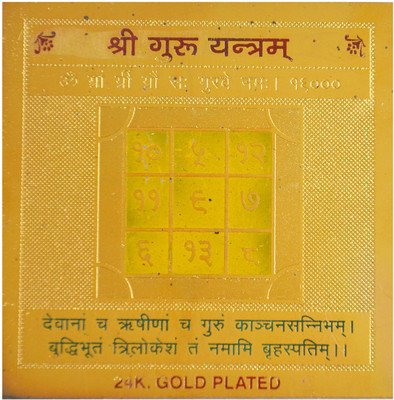 श्री गुरू यन्त्रम्
ॐ ग्रां ग्रीं ग्रौं सः गुरवे नमः। १६०००
१० ५ १२
११ ९ ७
६ १३ ८
देवानां च ऋषीणां च गुरुं काञ्चनसन्निभम्।
बुद्धिभूतं त्रिलोकेशं तं नमामि बृहस्पतिम्।।
24K. GOLD PLATED